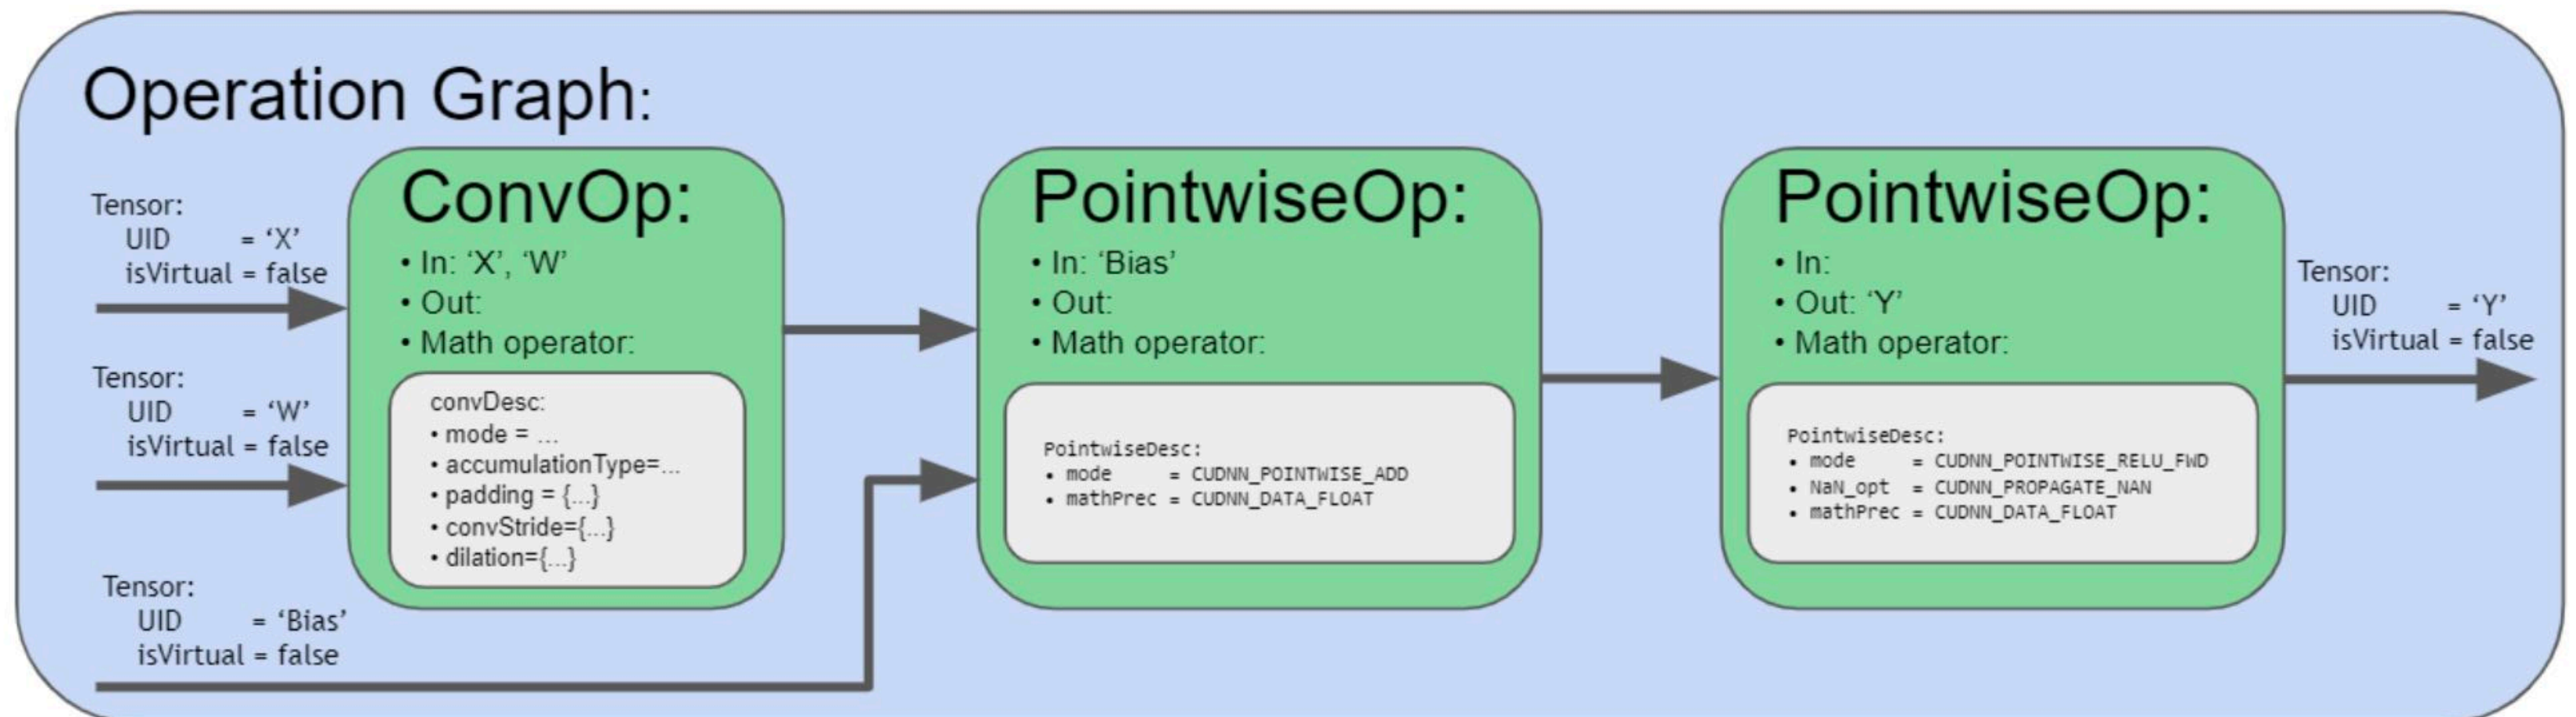 Operation Graph:
Tensor:
UID = ‘X’
isVirtual = false
Tensor:
UID = ‘W’
isVirtual = false
Tensor:
UID = ‘Bias’
isVirtual = false
ConvOp:
• In: ‘X’, ‘W’
• Out:
• Math operator:
convDesc:
• mode = ...
• accumulationType=...
• padding = {...}
• convStride={...}
• dilation={...}
PointwiseOp:
• In: ‘Bias’
• Out:
• Math operator:
PointwiseDesc:
• mode = CUDNN_POINTWISE_ADD
• mathPrec = CUDNN_DATA_FLOAT
PointwiseOp:
• In:
• Out: ‘Y’
• Math operator:
PointwiseDesc:
• mode = CUDNN_POINTWISE_RELU_FWD
• NaN_opt = CUDNN_PROPAGATE_NAN
• mathPrec = CUDNN_DATA_FLOAT
Tensor:
UID = ‘Y’
isVirtual = false